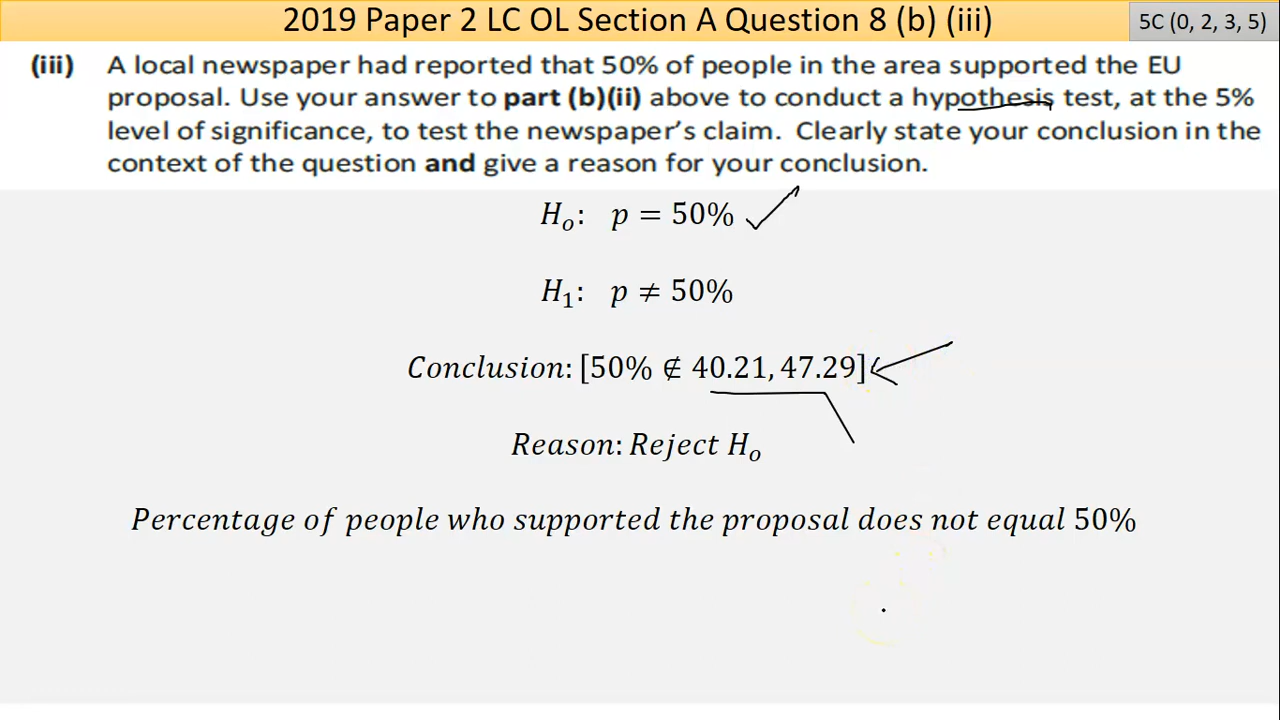 2019 Paper 2 LC OL Section A Question 8 (b) (iii)
5C (0, 2, 3, 5)
(iii) A local newspaper had reported that 50% of people in the area supported the EU
proposal. Use your answer to part (b)(ii) above to conduct a hypothesis test, at the 5%
level of significance, to test the newspaper's claim. Clearly state your conclusion in the
context of the question and give a reason for your conclusion.
H₀: p = 50%
H₁: p ≠ 50%
Conclusion: [50% ∉ 40.21, 47.29]
Reason: Reject H₀
Percentage of people who supported the proposal does not equal 50%